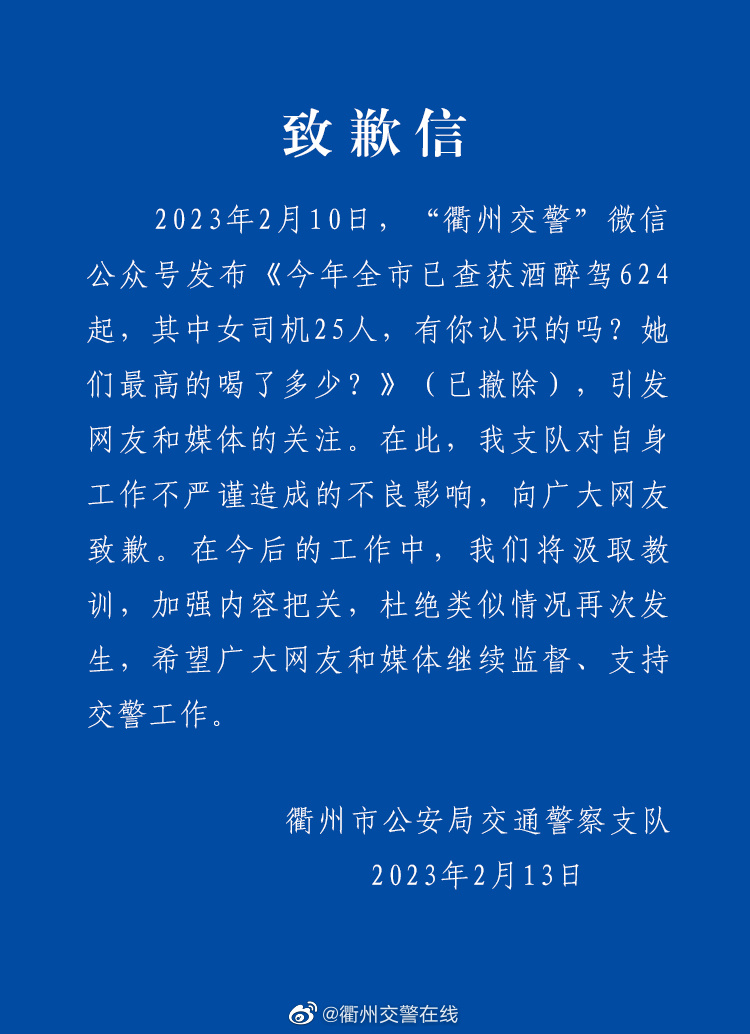 致歉信
2023年2月10日，“衢州交警”微信
公众号发布《今年全市已查获酒醉驾624
起，其中女司机25人，有你认识的吗？她
们最高的喝了多少？》（已撤除），引发
网友和媒体的关注。在此，我支队对自身
工作不严谨造成的不良影响，向广大网友
致歉。在今后的工作中，我们将汲取教
训，加强内容把关，杜绝类似情况再次发
生，希望广大网友和媒体继续监督、支持
交警工作。
衢州市公安局交通警察支队
2023年2月13日
@衢州交警在线